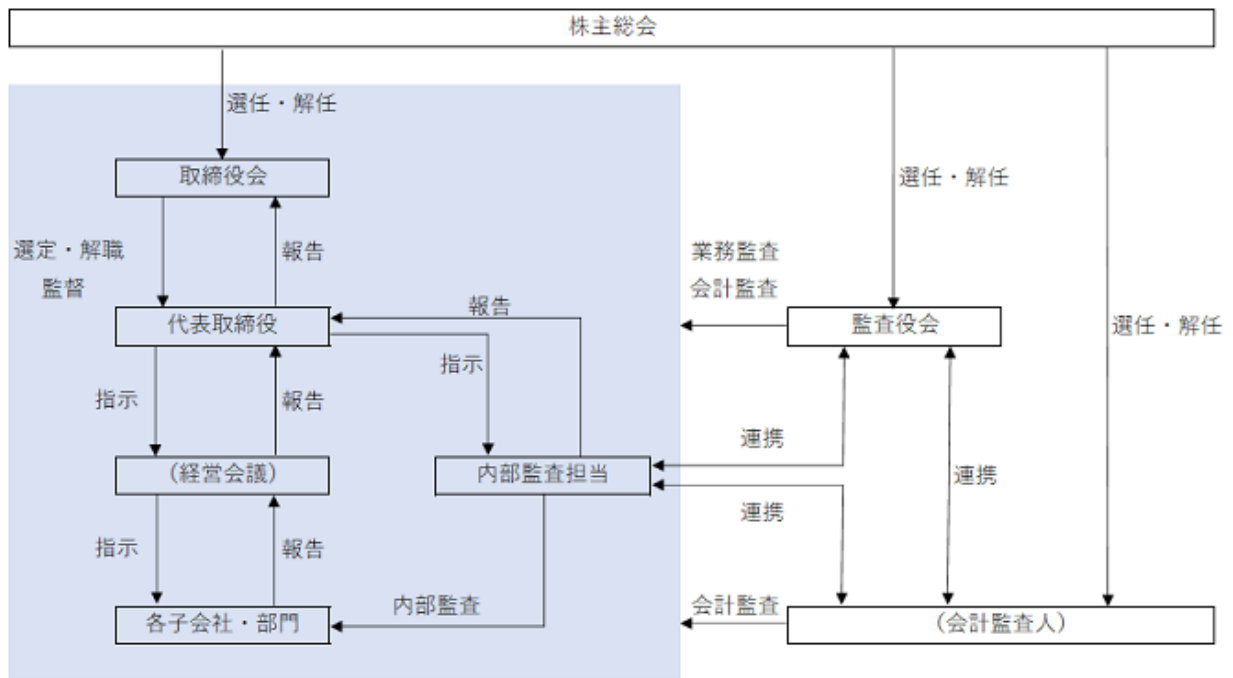 株主総会
選任・解任
取締役会
選任・解任
選定・解職
監督
報告
業務監査
会計監査
報告
代表取締役
監査役会
選任・解任
指示
指示
報告
連携
(経営会議)
内部監査担当
連携
連携
指示
報告
内部監査
会計監査
各子会社・部門
(会計監査人)